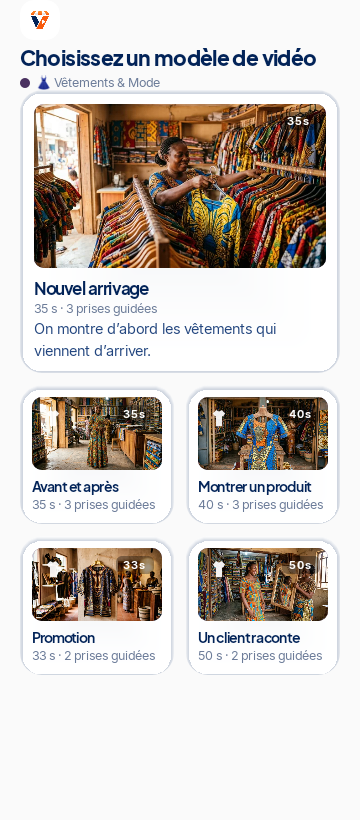 Choisissez un modèle de vidéo
Vêtements & Mode
35s
Nouvel arrivage
35 s · 3 prises guidées
On montre d’abord les vêtements qui
viennent d’arriver.
35s
40s
Avant et après
35 s · 3 prises guidées
Montrer un produit
40 s · 3 prises guidées
33s
50s
Promotion
33 s · 2 prises guidées
Un client raconte
50 s · 2 prises guidées